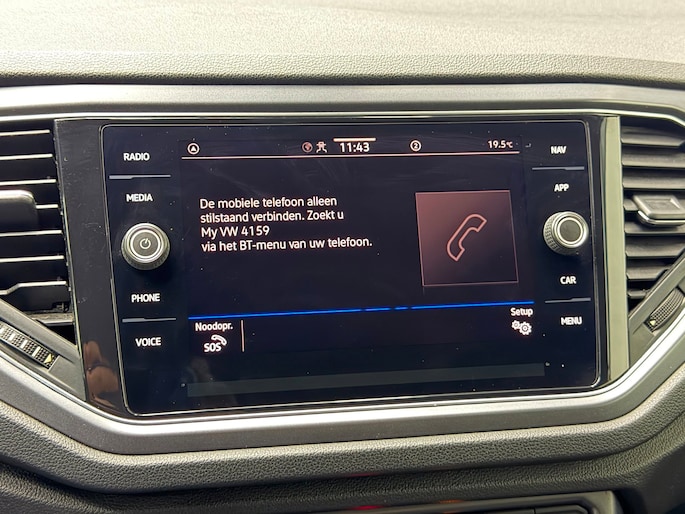 RADIO
MEDIA
PHONE
VOICE
11:43
2
19.5°C
De mobiele telefoon alleen
stilstaand verbinden. Zoekt u
My VW 4159
via het BT-menu van uw telefoon.
Noodopr.
SOS
Setup
NAV
APP
CAR
MENU